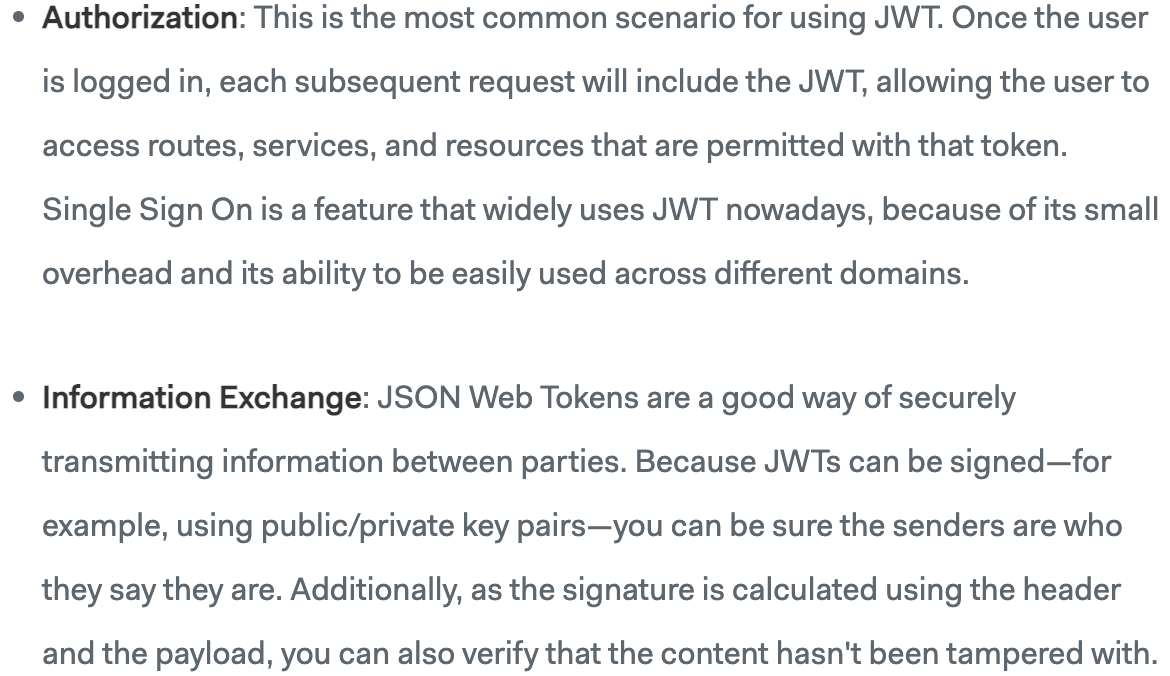 • Authorization: This is the most common scenario for using JWT. Once the user
is logged in, each subsequent request will include the JWT, allowing the user to
access routes, services, and resources that are permitted with that token.
Single Sign On is a feature that widely uses JWT nowadays, because of its small
overhead and its ability to be easily used across different domains.
• Information Exchange: JSON Web Tokens are a good way of securely
transmitting information between parties. Because JWTs can be signed—for
example, using public/private key pairs—you can be sure the senders are who
they say they are. Additionally, as the signature is calculated using the header
and the payload, you can also verify that the content hasn't been tampered with.